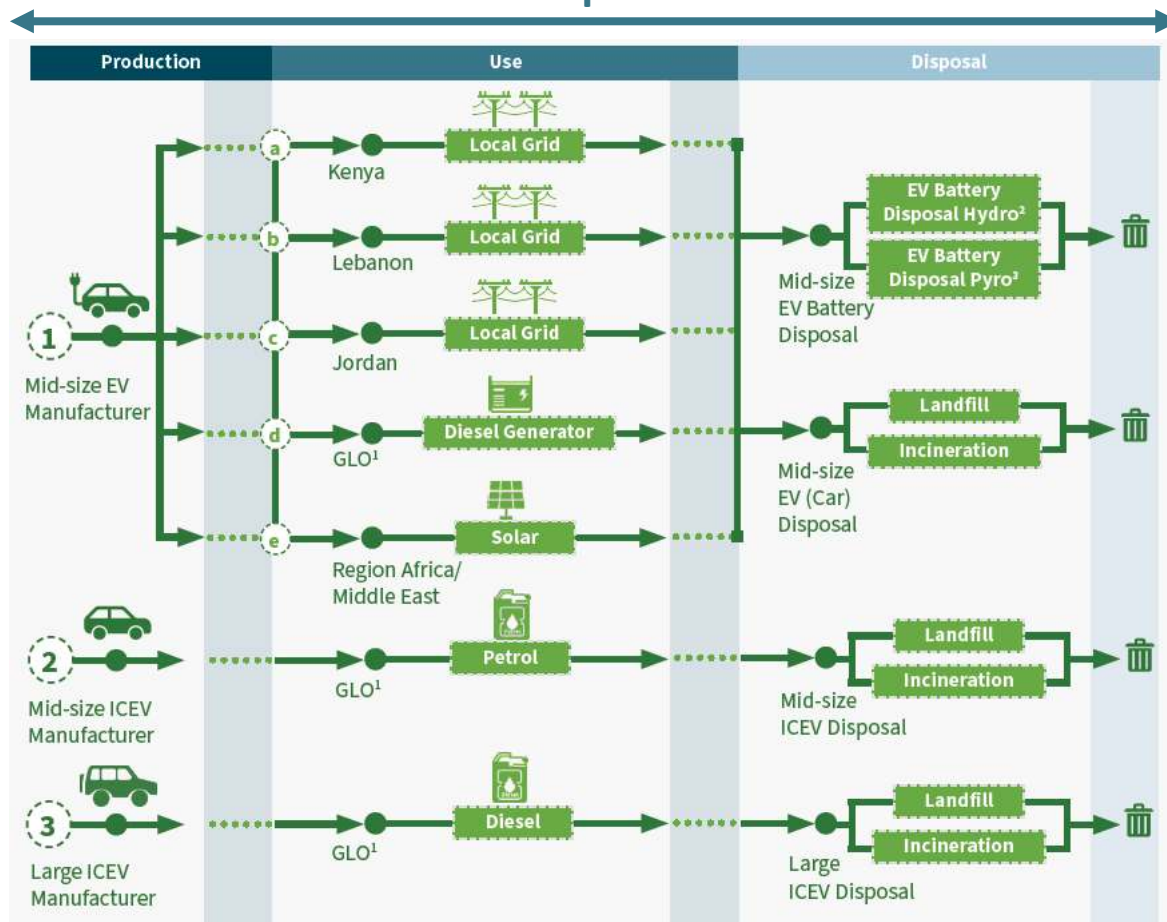 Production
Use
Disposal
a
Kenya
Local Grid
b
Lebanon
Local Grid
c
Jordan
Local Grid
d
GLO¹
Diesel Generator
e
Region Africa/
Middle East
Solar
1
Mid-size EV
Manufacturer
EV Battery
Disposal Hydro²
EV Battery
Disposal Pyro³
Mid-size
EV Battery
Disposal
Landfill
Incineration
Mid-size
EV (Car)
Disposal
2
Mid-size ICEV
Manufacturer
GLO¹
Petrol
Landfill
Incineration
Mid-size
ICEV Disposal
3
Large ICEV
Manufacturer
GLO¹
Diesel
Landfill
Incineration
Large
ICEV Disposal